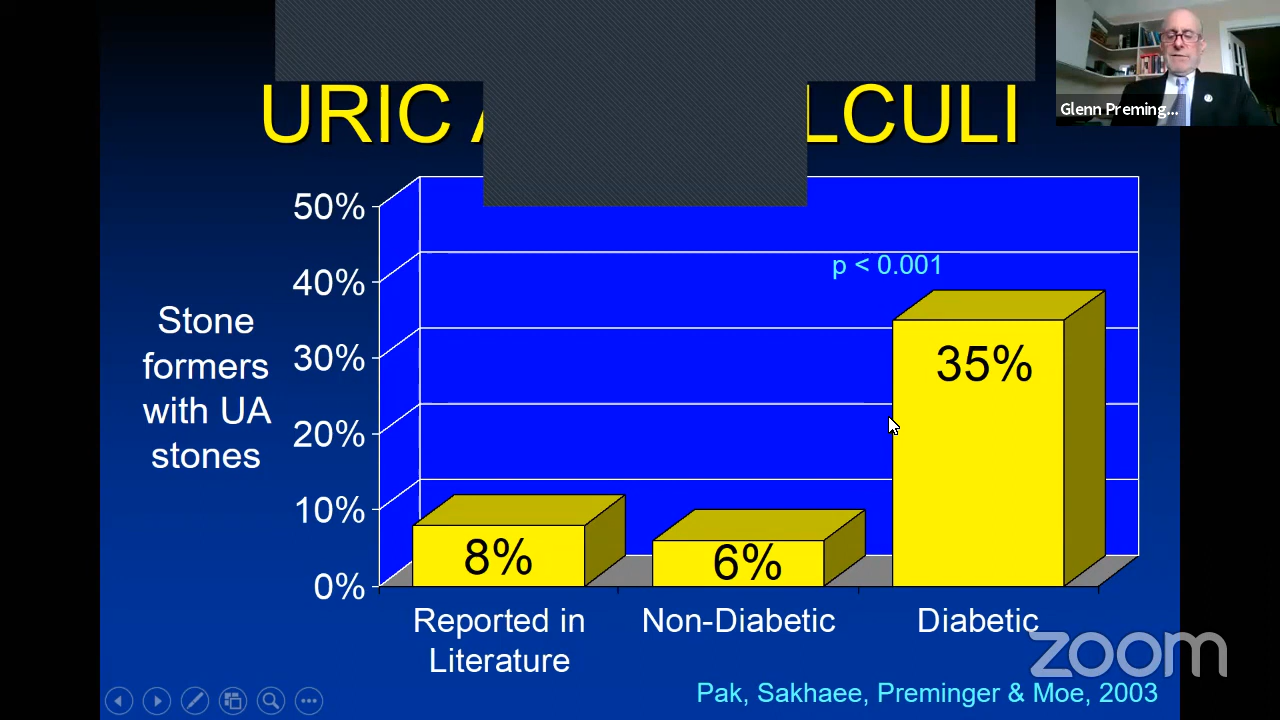 URIC
LCULI
Glenn Preming...
50%
40%
30%
20%
10%
0%
Stone
formers
with UA
stones
p < 0.001
8%
6%
35%
Reported in
Literature
Non-Diabetic
Diabetic
zoom
Pak, Sakhaee, Preminger & Moe, 2003